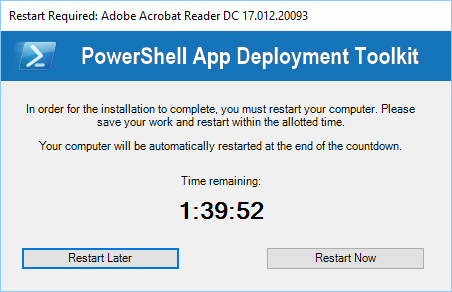 Restart Required: Adobe Acrobat Reader DC 17.012.20093
PowerShell App Deployment Toolkit
In order for the installation to complete, you must restart your computer. Please
save your work and restart within the allotted time.
Your computer will be automatically restarted at the end of the countdown.
Time remaining:
1:39:52
Restart Later
Restart Now